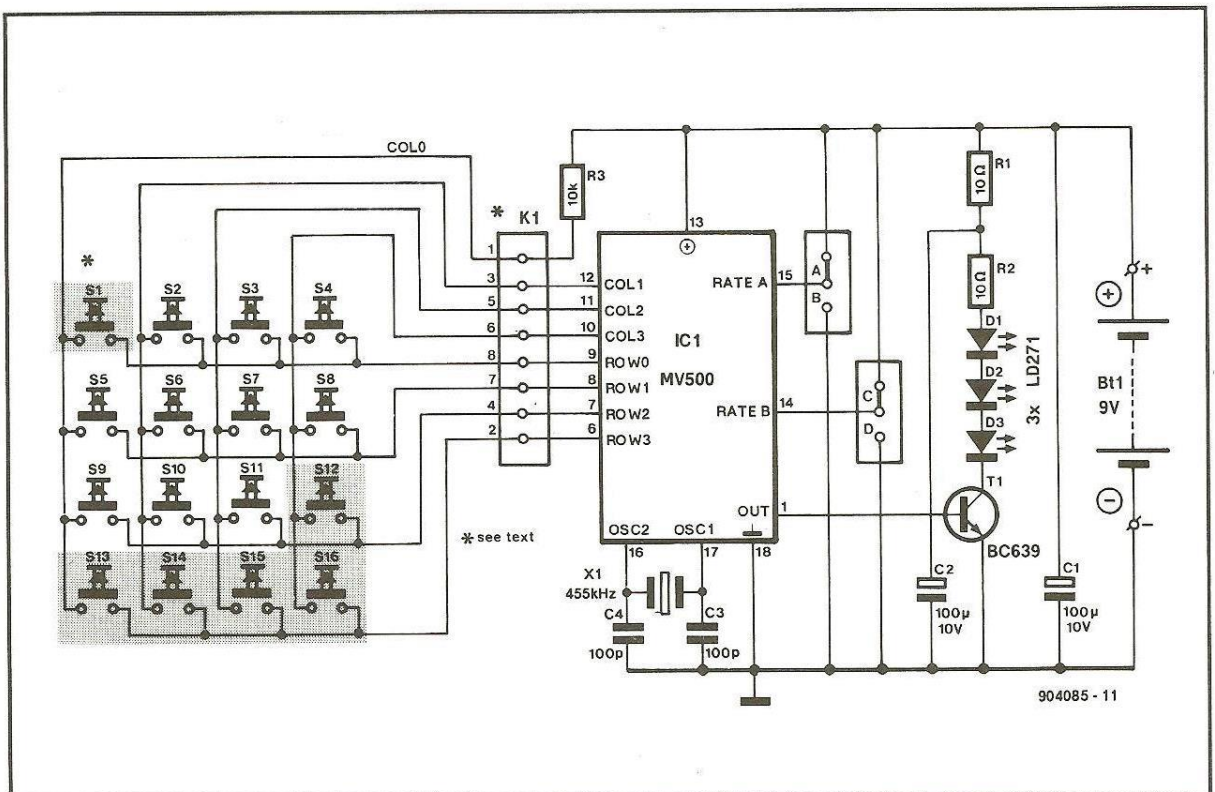 COL0
*
K1
R3
10k
1
3
5
6
8
7
4
2
*
S1
S2
S3
S4
S5
S6
S7
S8
S9
S10
S11
S12
S13
S14
S15
S16
* see text
13
+
12 COL1
11 COL2
10 COL3
9 ROW0
8 ROW1
7 ROW2
6 ROW3
IC1
MV500
RATE A 15
RATE B 14
OUT 1
OSC2 OSC1
16 17 18
A
B
C
D
X1
455kHz
C4
100p
C3
100p
R1
10Ω
R2
10Ω
D1
D2
D3
3x LD271
T1
BC639
C2
100µ
10V
C1
100µ
10V
+
+
Bt1
9V
−
−
904085 - 11